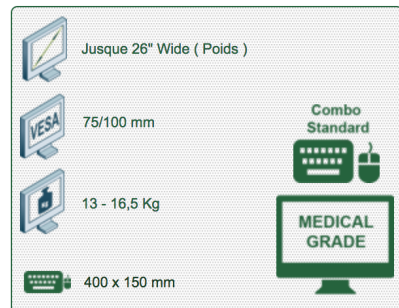 Jusque 26" Wide ( Poids )
VESA
75/100 mm
KG
13 - 16,5 Kg
400 x 150 mm
Combo
Standard
MEDICAL
GRADE